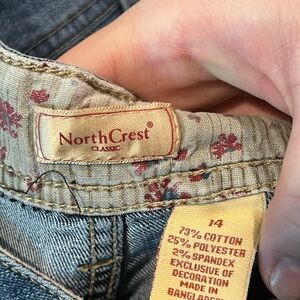 NorthCrest®
CLASSIC
14
73% COTTON
25% POLYESTER
2% SPANDEX
EXCLUSIVE OF
DECORATION
MADE IN
BANGLADESH